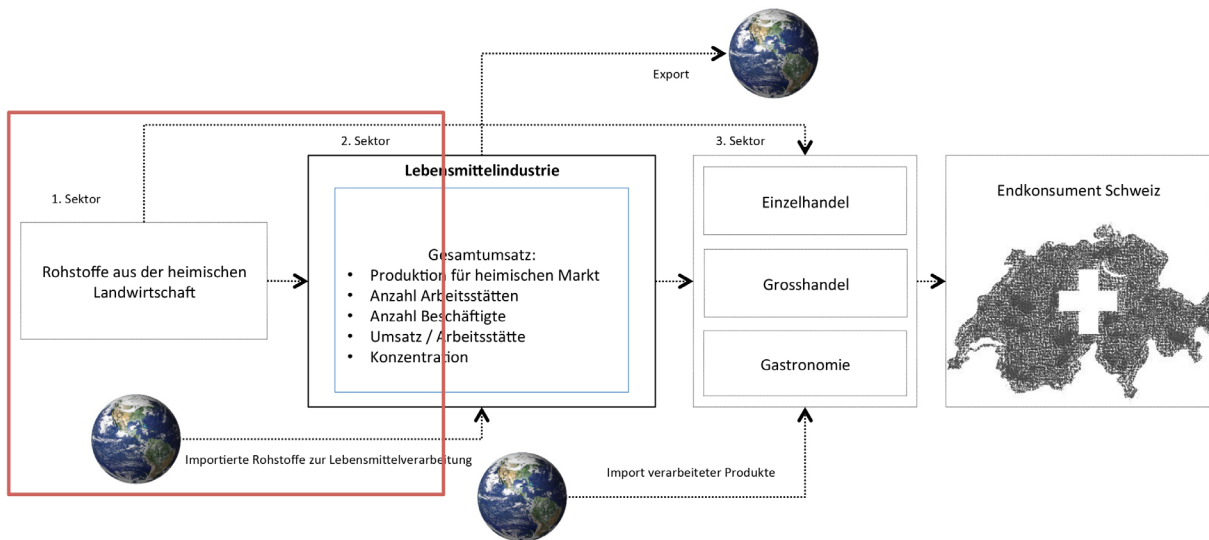 Export
2. Sektor
3. Sektor
Lebensmittelindustrie
1. Sektor
Einzelhandel
Endkonsument Schweiz
Rohstoffe aus der heimischen
Landwirtschaft
Gesamtumsatz:
• Produktion für heimischen Markt
• Anzahl Arbeitsstätten
• Anzahl Beschäftigte
• Umsatz / Arbeitsstätte
• Konzentration
Grosshandel
Gastronomie
Importierte Rohstoffe zur Lebensmittelverarbeitung
Import verarbeiteter Produkte